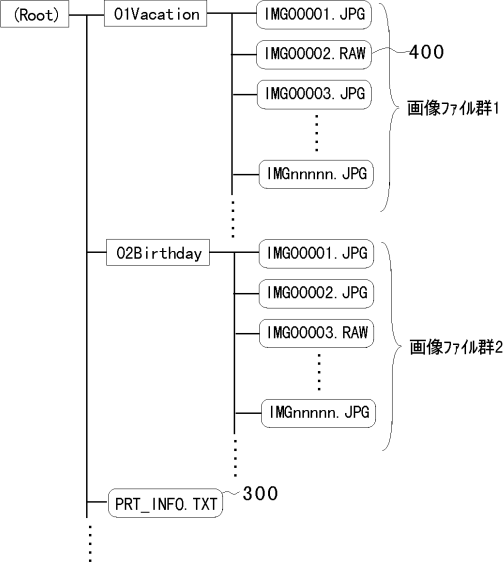 (Root)
01Vacation
IMG00001.JPG
IMG00002.RAW
400
IMG00003.JPG
画像ファイル群1
IMGnnnnn.JPG
02Birthday
IMG00001.JPG
IMG00002.JPG
IMG00003.RAW
画像ファイル群2
IMGnnnnn.JPG
PRT_INFO.TXT
300